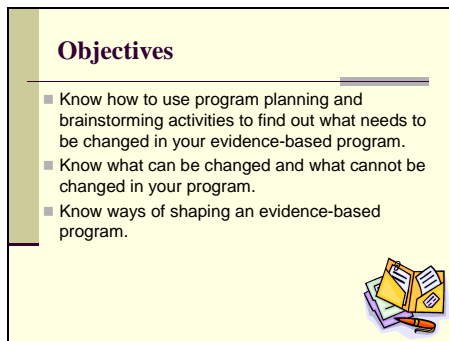 Objectives
Know how to use program planning and
brainstorming activities to find out what needs to
be changed in your evidence-based program.
Know what can be changed and what cannot be
changed in your program.
Know ways of shaping an evidence-based
program.